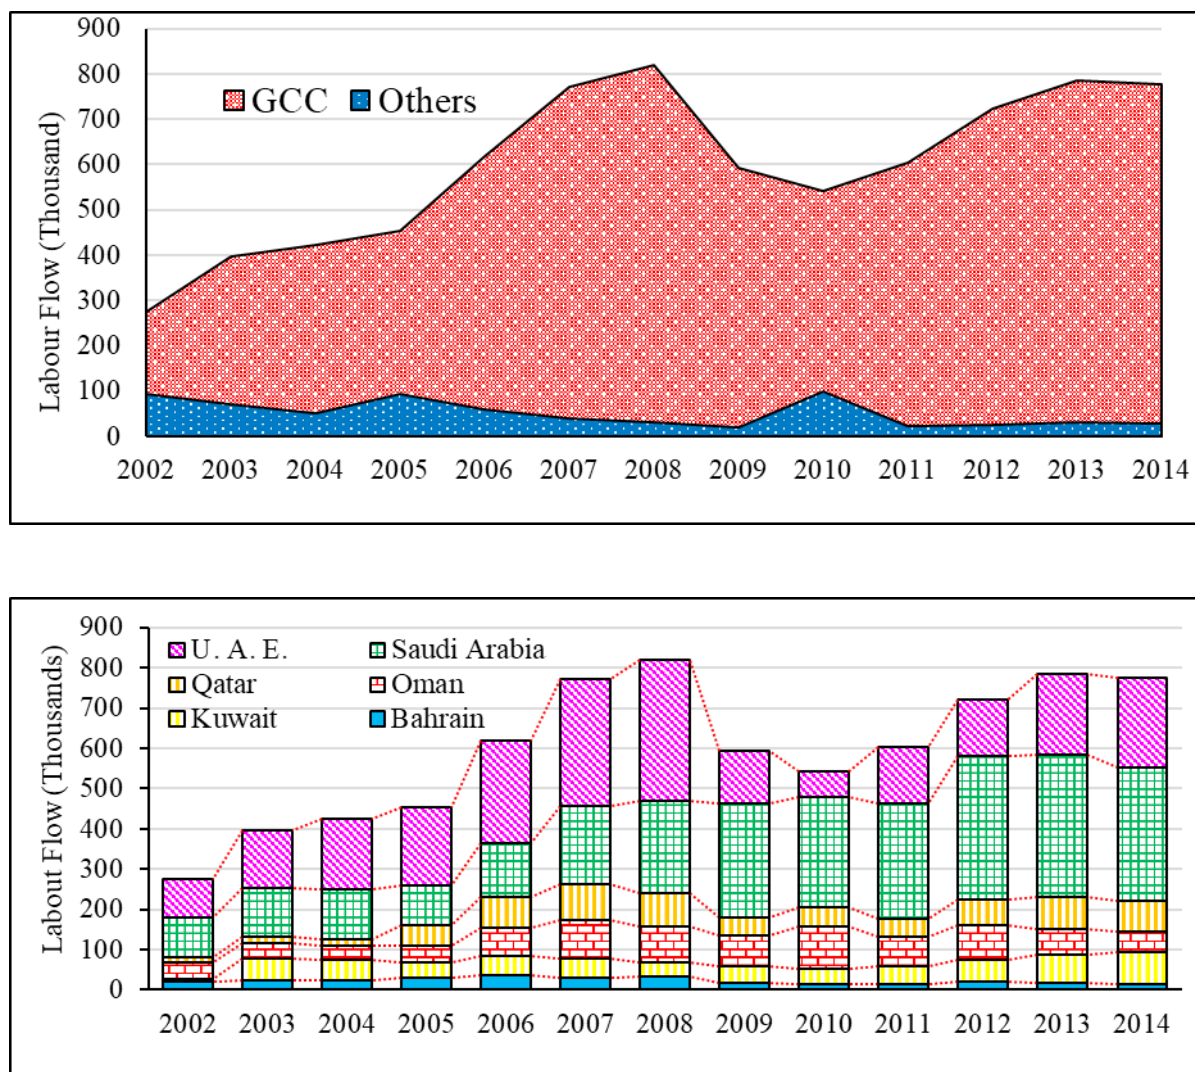 900
800
700
600
500
400
300
200
100
0
Labour Flow (Thousand)
GCC Others
2002 2003 2004 2005 2006 2007 2008 2009 2010 2011 2012 2013 2014
900
800
700
600
500
400
300
200
100
0
Labout Flow (Thousands)
U. A. E. Saudi Arabia
Qatar Oman
Kuwait Bahrain
2002 2003 2004 2005 2006 2007 2008 2009 2010 2011 2012 2013 2014